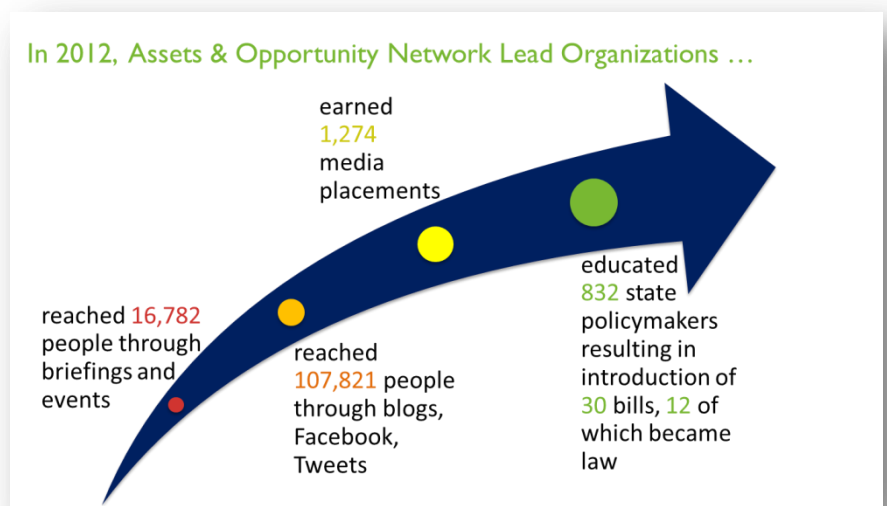 In 2012, Assets & Opportunity Network Lead Organizations …
earned
1,274
media
placements
reached 16,782
people through
briefings and
events
reached
107,821 people
through blogs,
Facebook,
Tweets
educated
832 state
policymakers
resulting in
introduction of
30 bills, 12 of
which became
law